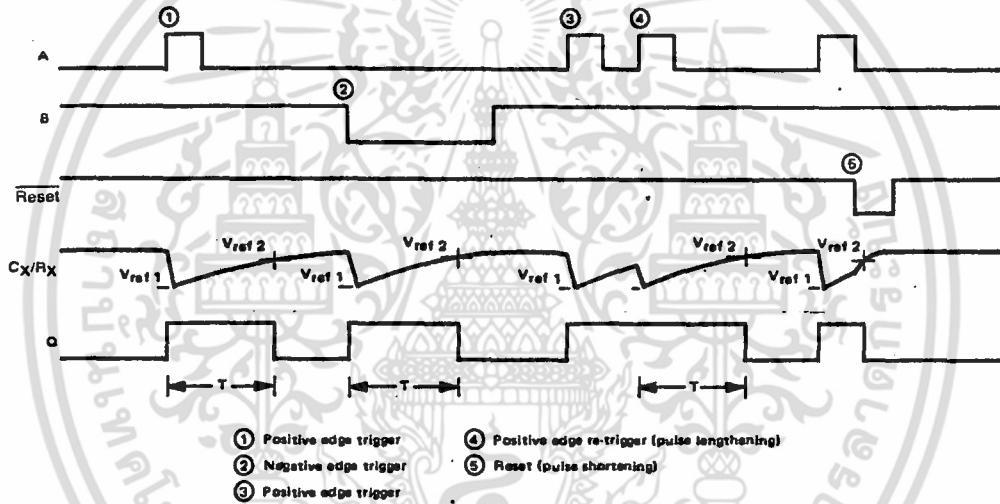 ① ③ ④
A
②
B
⑤
Reset
Vref 2 Vref 2 Vref 2 Vref 2
Cx/Rx
Vref 1 Vref 1 Vref 1 Vref 1
Q
T T T
① Positive edge trigger ④ Positive edge re-trigger (pulse lengthening)
② Negative edge trigger ⑤ Reset (pulse shortening)
③ Positive edge trigger